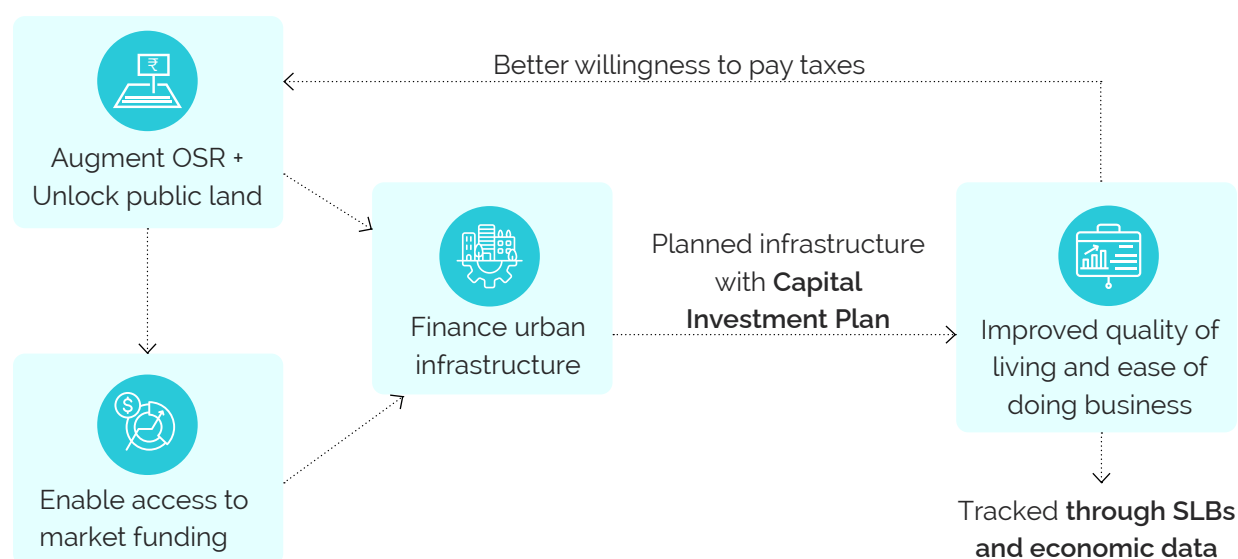 Better willingness to pay taxes
₹
Augment OSR +
Unlock public land
Planned infrastructure
with Capital
Investment Plan
Finance urban
infrastructure
Improved quality of
living and ease of
doing business
$
Enable access to
market funding
Tracked through SLBs
and economic data